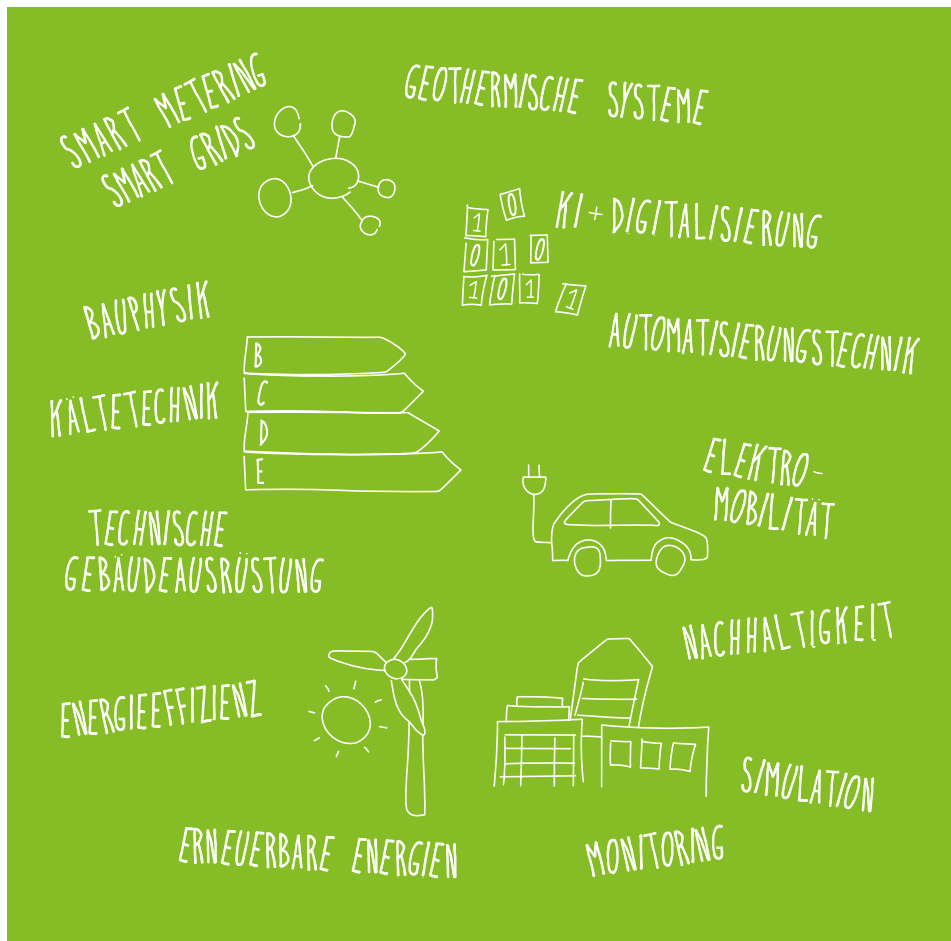 SMART METERING
SMART GRIDS
GEOTHERMISCHE SYSTEME
1 0
0 1 0
1 0 1 1
KI + DIGITALISIERUNG
BAUPHYSIK
AUTOMATISIERUNGSTECHNIK
B
C
D
E
KÄLTETECHNIK
ELEKTRO-
MOBILITÄT
TECHNISCHE
GEBÄUDEAUSRÜSTUNG
NACHHALTIGKEIT
ENERGIEEFFIZIENZ
SIMULATION
ERNEUERBARE ENERGIEN
MONITORING